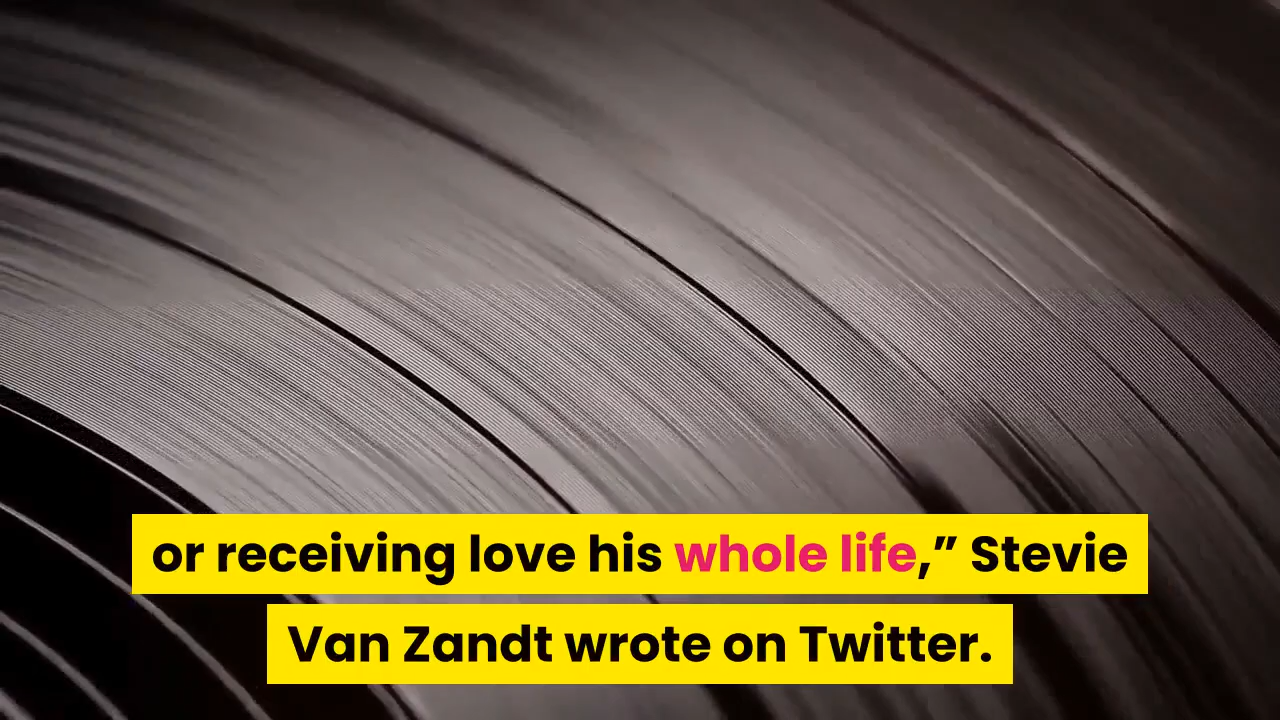 or receiving love his whole life,” Stevie
Van Zandt wrote on Twitter.